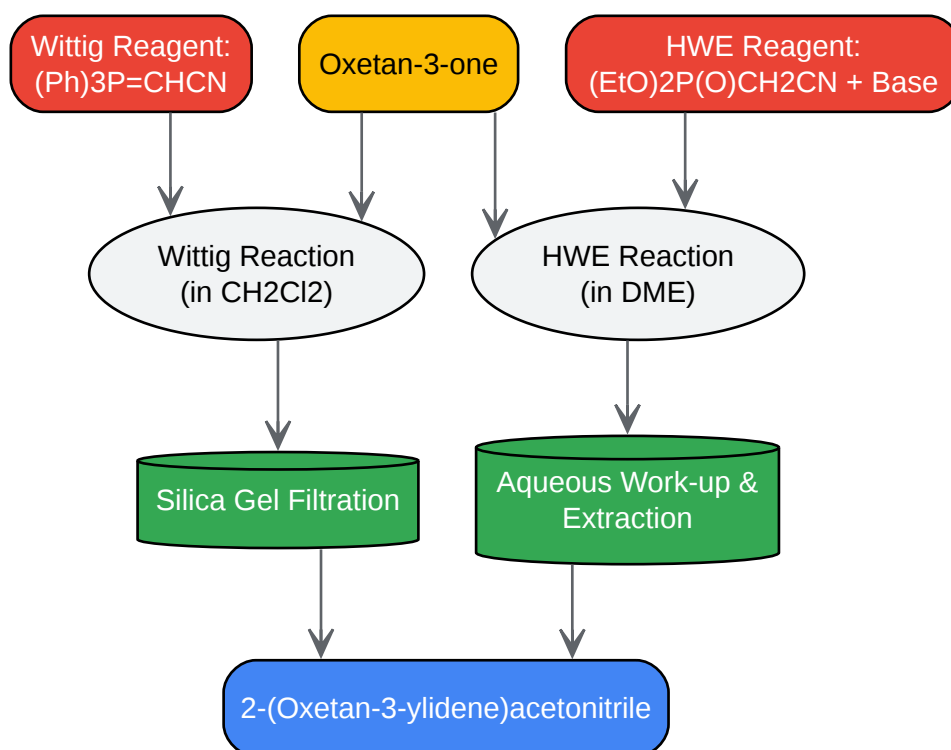 Wittig Reagent:
(Ph)3P=CHCN
Oxetan-3-one
HWE Reagent:
(EtO)2P(O)CH2CN + Base
Wittig Reaction
(in CH2Cl2)
HWE Reaction
(in DME)
Silica Gel Filtration
Aqueous Work-up &
Extraction
2-(Oxetan-3-ylidene)acetonitrile